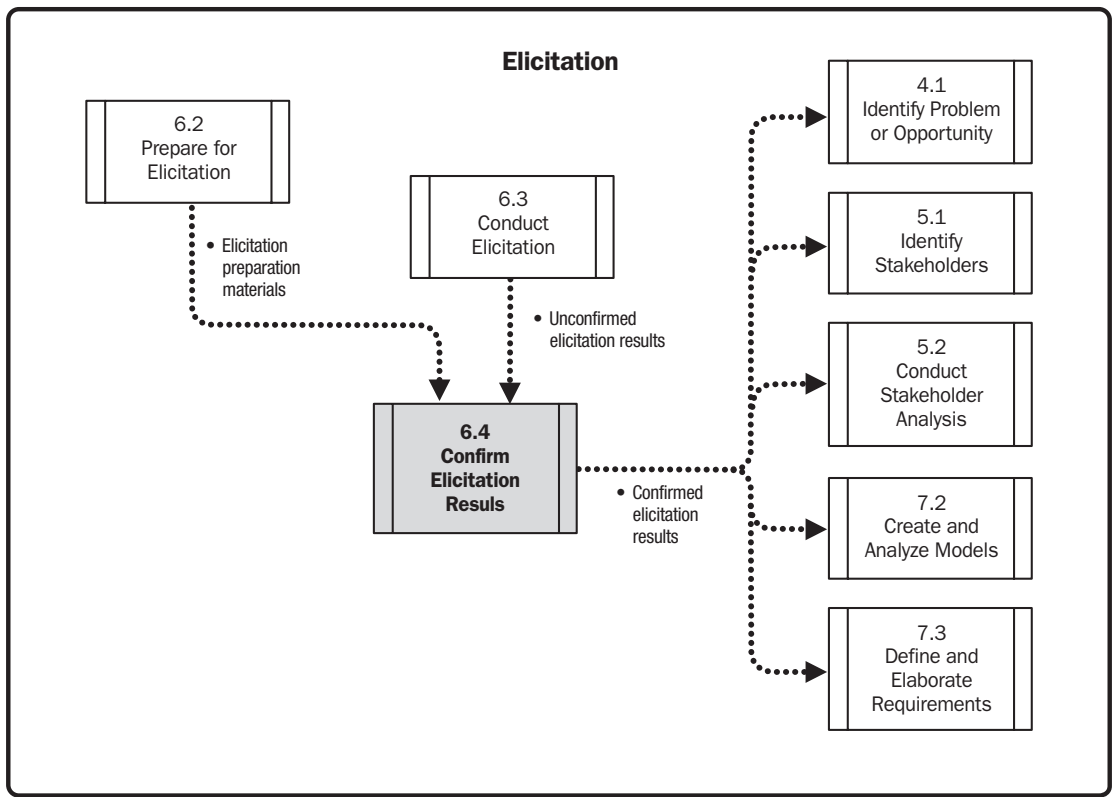 Elicitation
6.2
Prepare for
Elicitation
• Elicitation
preparation
materials
6.3
Conduct
Elicitation
• Unconfirmed
elicitation results
6.4
Confirm
Elicitation
Resuls
• Confirmed
elicitation
results
4.1
Identify Problem
or Opportunity
5.1
Identify
Stakeholders
5.2
Conduct
Stakeholder
Analysis
7.2
Create and
Analyze Models
7.3
Define and
Elaborate
Requirements